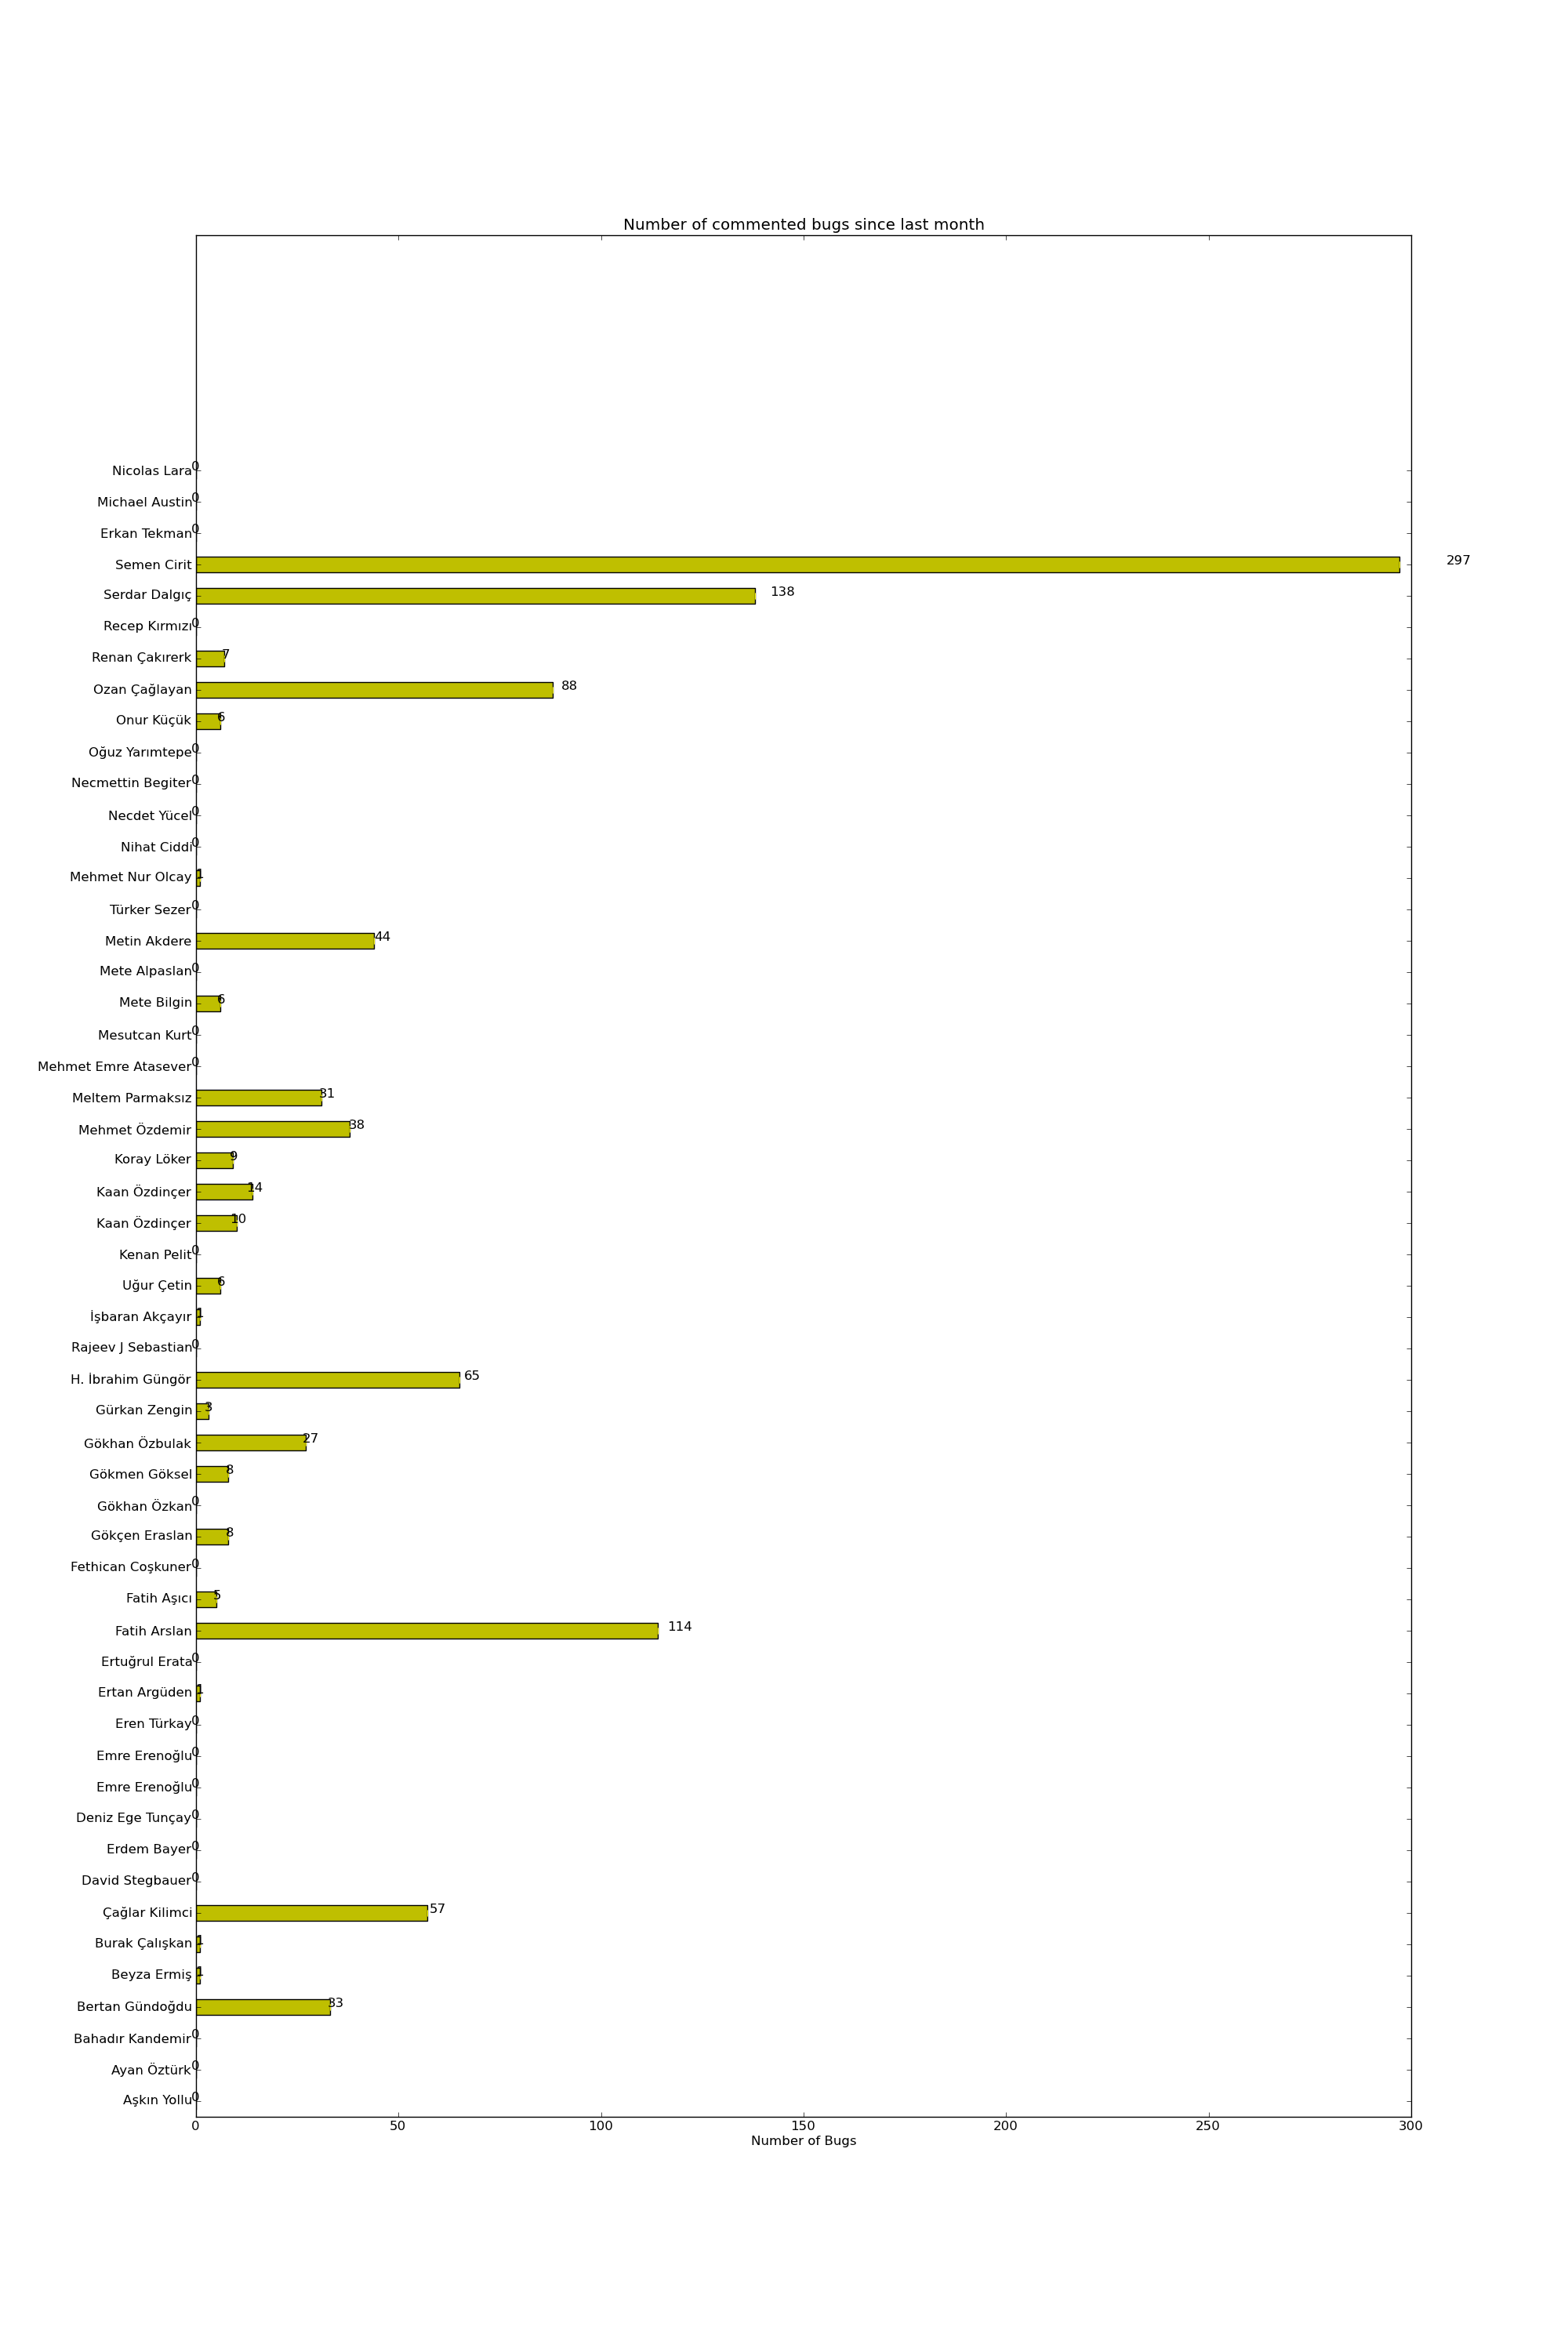 Number of commented bugs since last month
Nicolas Lara 0
Michael Austin 0
Erkan Tekman 0
Semen Cirit 297
Serdar Dalgıç 138
Recep Kırmızı 0
Renan Çakırerk 7
Ozan Çağlayan 88
Onur Küçük 6
Oğuz Yarımtepe 0
Necmettin Begiter 0
Necdet Yücel 0
Nihat Ciddi 0
Mehmet Nur Olcay 1
Türker Sezer 0
Metin Akdere 44
Mete Alpaslan 0
Mete Bilgin 6
Mesutcan Kurt 0
Mehmet Emre Atasever 0
Meltem Parmaksız 31
Mehmet Özdemir 38
Koray Löker 9
Kaan Özdinçer 14
Kaan Özdinçer 10
Kenan Pelit 0
Uğur Çetin 6
İşbaran Akçayır 1
Rajeev J Sebastian 0
H. İbrahim Güngör 65
Gürkan Zengin 3
Gökhan Özbulak 27
Gökmen Göksel 8
Gökhan Özkan 0
Gökçen Eraslan 8
Fethican Coşkuner 0
Fatih Aşıcı 5
Fatih Arslan 114
Ertuğrul Erata 0
Ertan Argüden 1
Eren Türkay 0
Emre Erenoğlu 0
Emre Erenoğlu 0
Deniz Ege Tunçay 0
Erdem Bayer 0
David Stegbauer 0
Çağlar Kilimci 57
Burak Çalışkan 1
Beyza Ermiş 1
Bertan Gündoğdu 33
Bahadır Kandemir 0
Ayan Öztürk 0
Aşkın Yollu 0
0 50 100 150 200 250 300
Number of Bugs